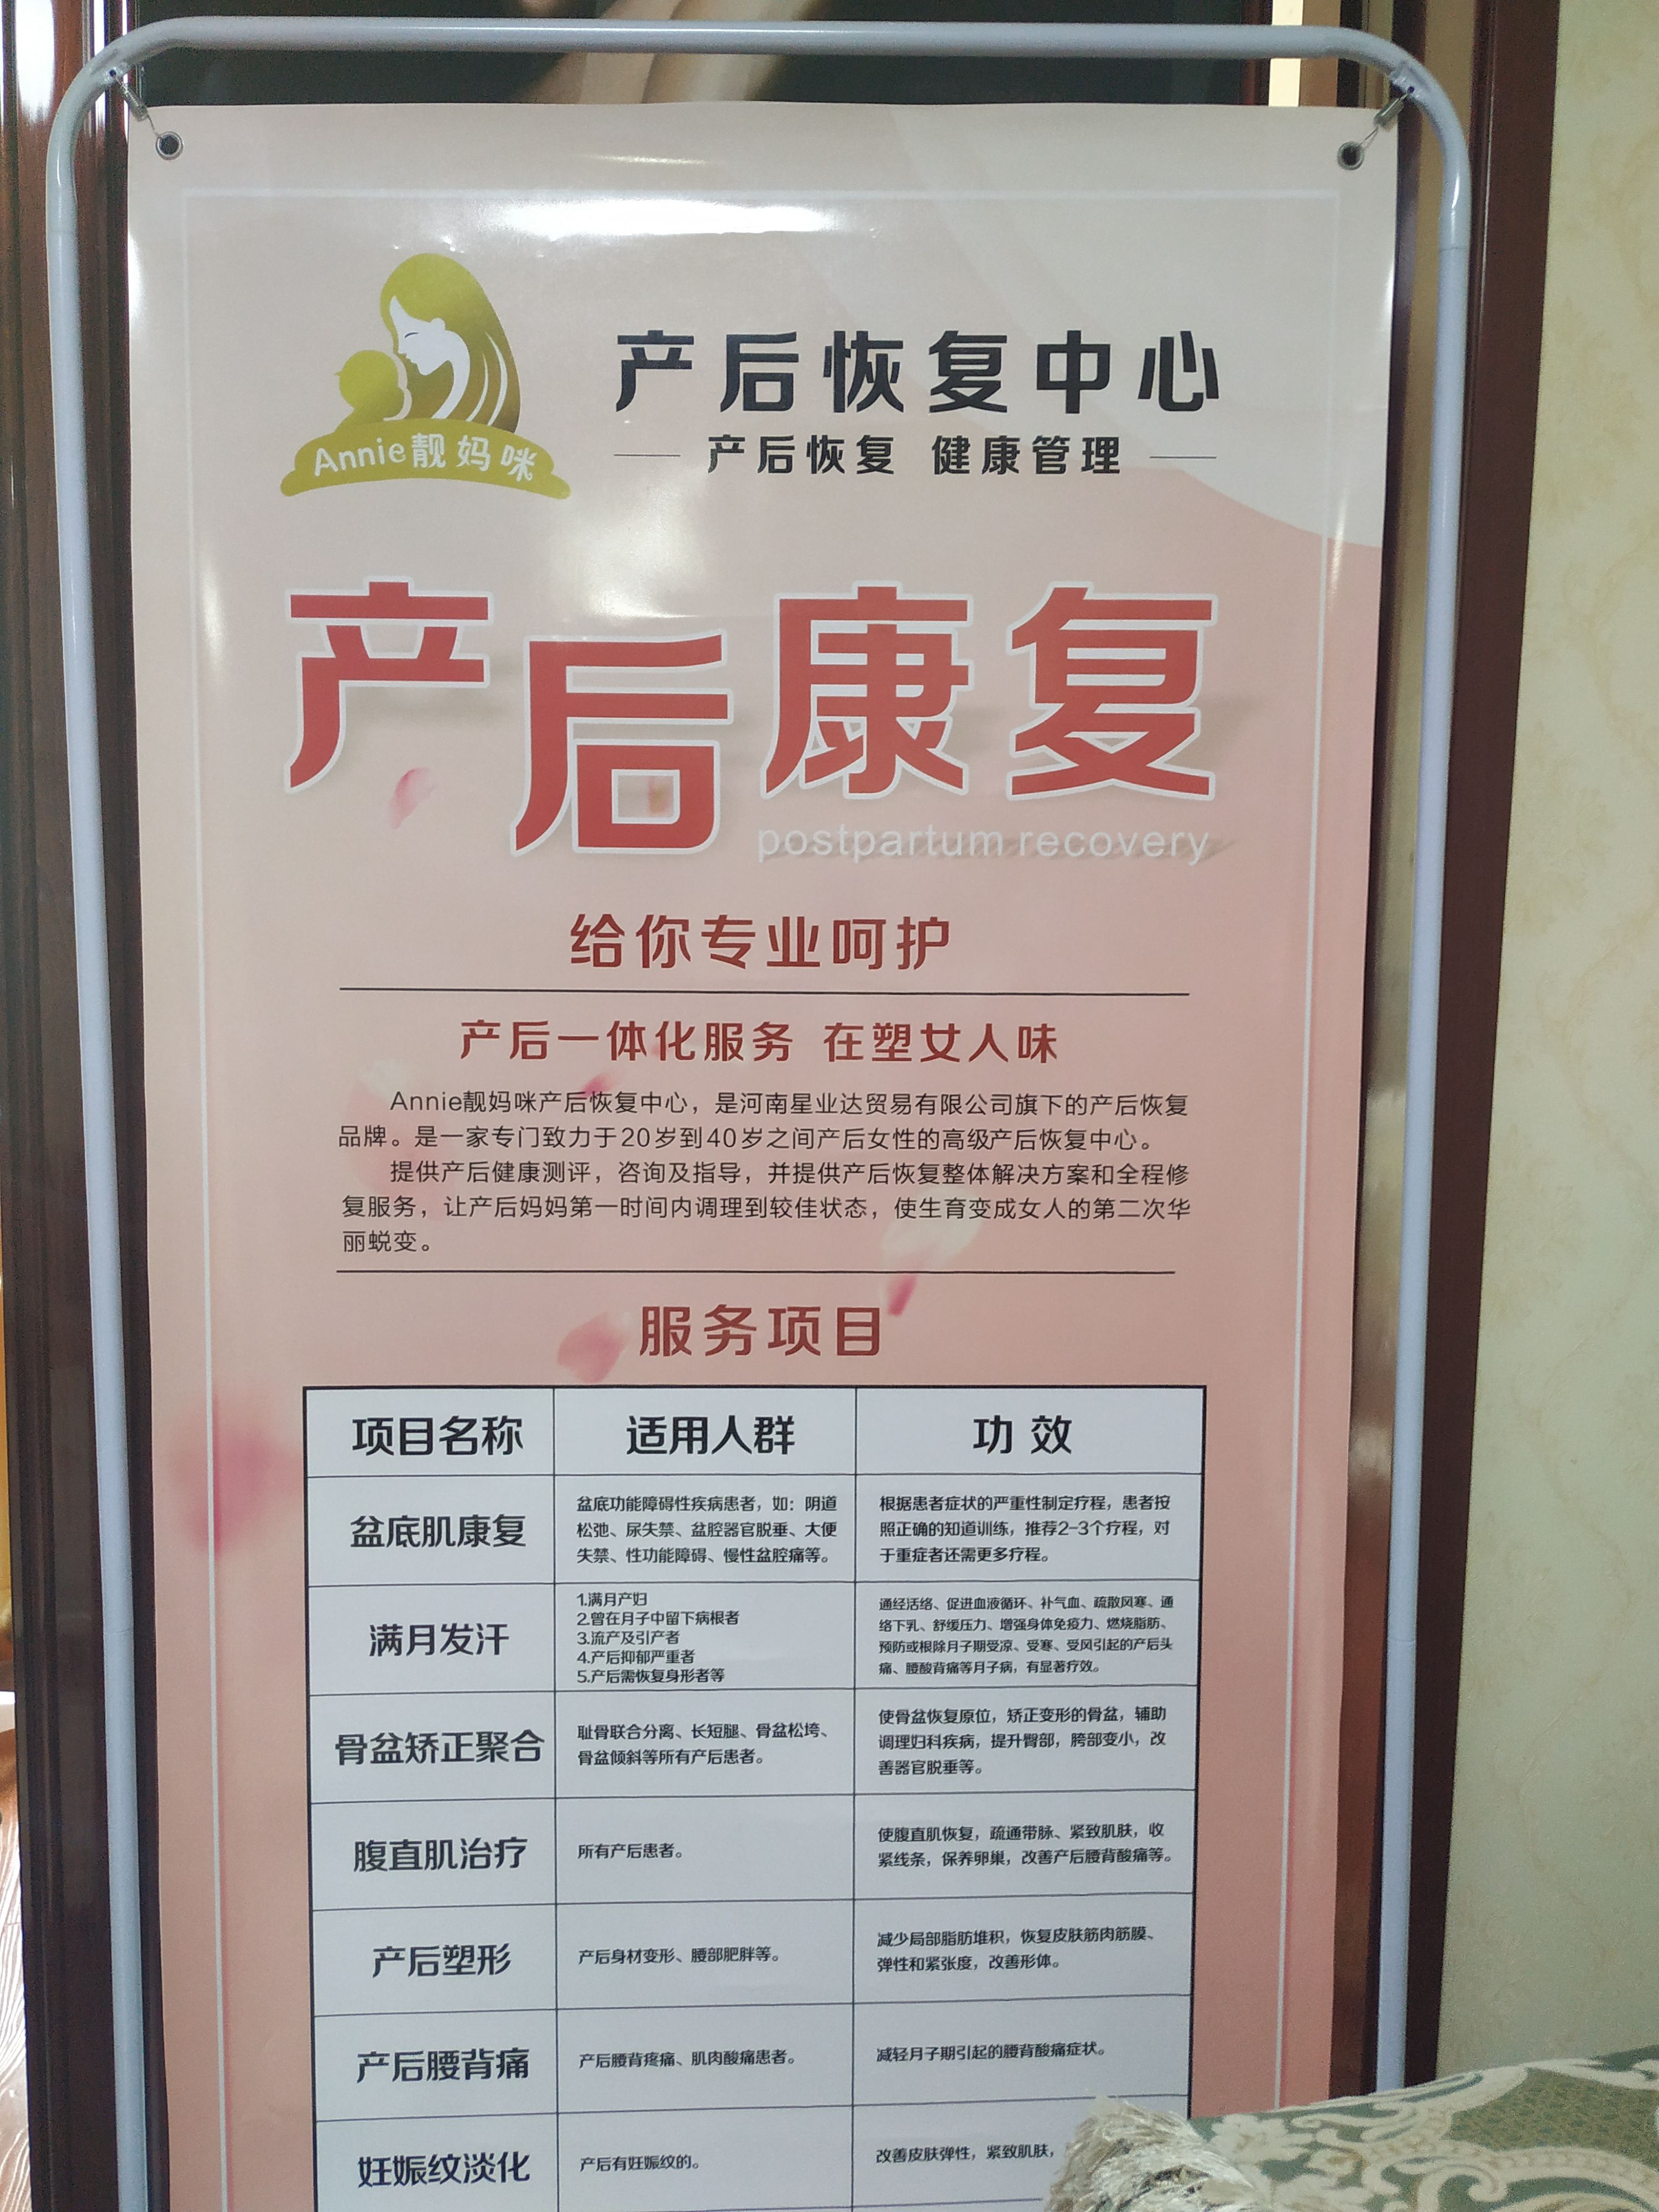 Annie靓妈咪
产后恢复中心
产后恢复 健康管理
产后康复
postpartum recovery
给你专业呵护
产后一体化服务 在塑女人味
Annie靓妈咪产后恢复中心，是河南星业达贸易有限公司旗下的产后恢复
品牌。是一家专门致力于20岁到40岁之间产后女性的高级产后恢复中心。
提供产后健康测评，咨询及指导，并提供产后恢复整体解决方案和全程修
复服务，让产后妈妈第一时间内调理到较佳状态，使生育变成女人的第二次华
丽蜕变。
服务项目
项目名称 适用人群 功 效
盆底肌康复
盆底功能障碍性疾病患者，如：阴道
松弛、尿失禁、盆腔器官脱垂、大便
失禁、性功能障碍、慢性盆腔痛等。
根据患者症状的严重性制定疗程，患者按
照正确的知道训练，推荐2-3个疗程，对
于重症者还需更多疗程。
满月发汗
1.满月产妇
2.曾在月子中留下病根者
3.流产及引产者
4.产后抑郁严重者
5.产后需恢复身形者等
通经活络、促进血液循环、补气血、疏散风寒、通
络下乳、舒缓压力、增强身体免疫力、燃烧脂肪、
预防或根除月子期受凉、受寒、受风引起的产后头
痛、腰酸背痛等月子病，有显著疗效。
骨盆矫正聚合
耻骨联合分离、长短腿、骨盆松垮、
骨盆倾斜等所有产后患者。
使骨盆恢复原位，矫正变形的骨盆，辅助
调理妇科疾病，提升臀部，胯部变小，改
善器官脱垂等。
腹直肌治疗
所有产后患者。
使腹直肌恢复，疏通带脉、紧致肌肤，收
紧线条，保养卵巢，改善产后腰背酸痛等。
产后塑形
产后身材变形、腰部肥胖等。
减少局部脂肪堆积，恢复皮肤筋肉筋膜、
弹性和紧张度，改善形体。
产后腰背痛
产后腰背疼痛、肌肉酸痛患者。
减轻月子期引起的腰背酸痛症状。
妊娠纹淡化
产后有妊娠纹的。
改善皮肤弹性，紧致肌肤，